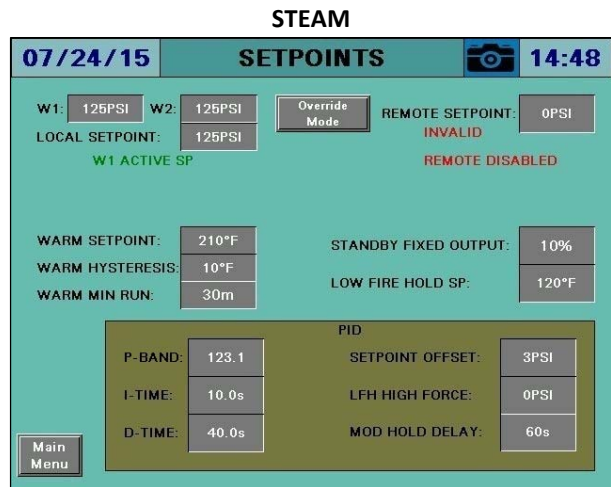 STEAM
07/24/15 SETPOINTS 14:48
W1: 125PSI W2: 125PSI Override Mode REMOTE SETPOINT: 0PSI
LOCAL SETPOINT: 125PSI INVALID
W1 ACTIVE SP REMOTE DISABLED
WARM SETPOINT: 210°F STANDBY FIXED OUTPUT: 10%
WARM HYSTERESIS: 10°F
LOW FIRE HOLD SP: 120°F
WARM MIN RUN: 30m
PID
P-BAND: 123.1 SETPOINT OFFSET: 3PSI
I-TIME: 10.0s LFH HIGH FORCE: 0PSI
D-TIME: 40.0s MOD HOLD DELAY: 60s
Main
Menu